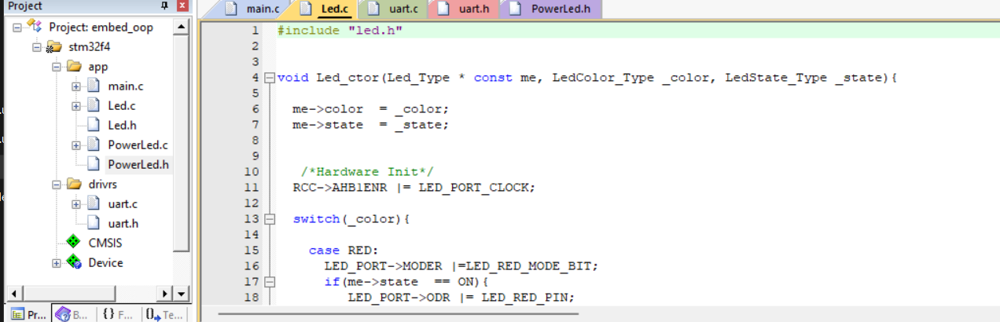 Project
Project: embed_oop
stm32f4
app
main.c
Led.c
Led.h
PowerLed.c
PowerLed.h
drivrs
uart.c
uart.h
CMSIS
Device
Pr... B... {} F... Te...
main.c Led.c uart.c uart.h PowerLed.h
1 #include "led.h"
2
3
4 void Led_ctor(Led_Type * const me, LedColor_Type _color, LedState_Type _state){
5
6 me->color  = _color;
7 me->state  = _state;
8
9
10 /*Hardware Init*/
11 RCC->AHB1ENR |= LED_PORT_CLOCK;
12
13 switch(_color){
14
15 case RED:
16 LED_PORT->MODER |=LED_RED_MODE_BIT;
17 if(me->state  == ON){
18 LED_PORT->ODR |= LED_RED_PIN;